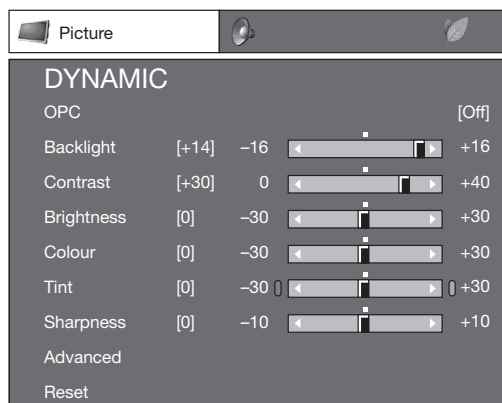 Picture
DYNAMIC
OPC [Off]
Backlight [+14] –16 +16
Contrast [+30] 0 +40
Brightness [0] –30 +30
Colour [0] –30 +30
Tint [0] –30 +30
Sharpness [0] –10 +10
Advanced
Reset